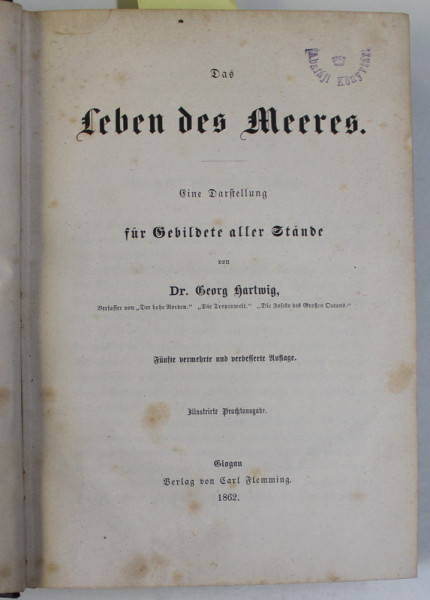 Könyvtár
Das
Leben des Meeres.
Eine Darstellung
für Gebildete aller Stände
von
Dr. Georg Hartwig,
Verfasser von „Der hohe Norden.“ „Die Tropenwelt.“ „Die Inseln des Großen Oceans.“
Fünfte vermehrte und verbesserte Auflage.
Illustrirte Prachtausgabe.
Glogau
Verlag von Carl Flemming.
1862.